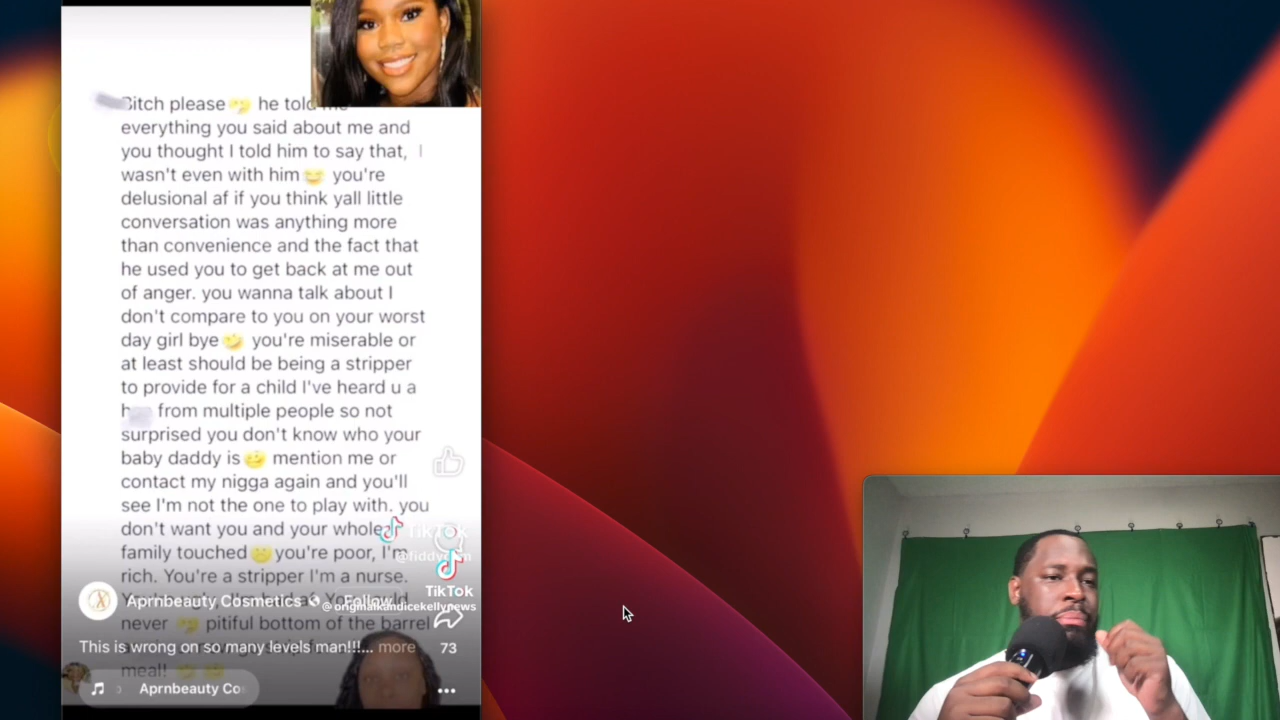 Bitch please 🤣 he told me
everything you said about me and
you thought I told him to say that, I
wasn't even with him 😂 you're
delusional af if you think yall little
conversation was anything more
than convenience and the fact that
he used you to get back at me out
of anger. you wanna talk about I
don't compare to you on your worst
day girl bye 🤣 you're miserable or
at least should be being a stripper
to provide for a child I've heard u a
from multiple people so not
surprised you don't know who your
baby daddy is mention me or
contact my nigga again and you'll
see I'm not the one to play with. you
don't want you and your whole
family touched you're poor, I'm
rich. You're a stripper I'm a nurse.
never pitiful bottom of the barrel
meal!
TikTok
TikTok
@originalkandicekellynews
Aprnbeauty Cosmetics Follow
This is wrong on so many levels man!!!... more
73
Aprnbeauty Co